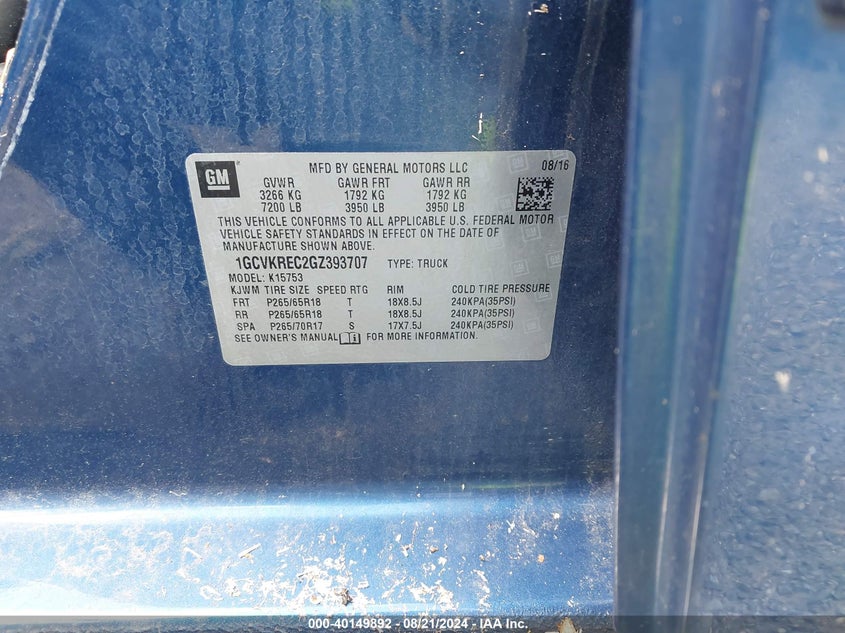 GM
MFD BY GENERAL MOTORS LLC 08/16
GVWR GAWR FRT GAWR RR
3266 KG 1792 KG 1792 KG
7200 LB 3950 LB 3950 LB
THIS VEHICLE CONFORMS TO ALL APPLICABLE U.S. FEDERAL MOTOR
VEHICLE SAFETY STANDARDS IN EFFECT ON THE DATE OF
MANUFACTURE SHOWN ABOVE.
1GCVKREC2GZ393707 TYPE: TRUCK
MODEL: K15753
KJWM TIRE SIZE SPEED RTG RIM COLD TIRE PRESSURE
FRT P265/65R18 T 18X8.5J 240KPA(35PSI)
RR P265/65R18 T 18X8.5J 240KPA(35PSI)
SPA P265/70R17 S 17X7.5J 240KPA(35PSI)
SEE OWNER'S MANUAL FOR MORE INFORMATION.
000-40149892 - 08/21/2024 - IAA Inc.